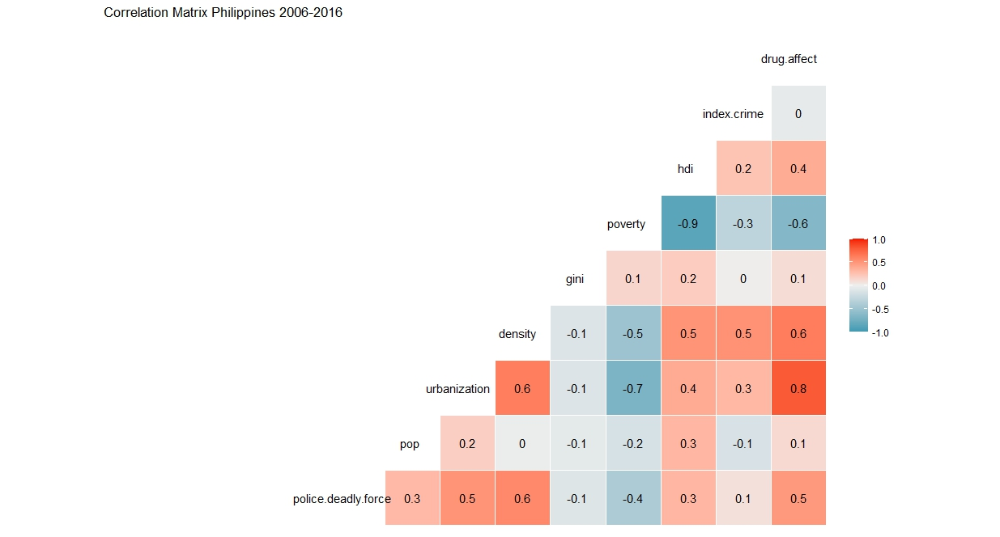 Correlation Matrix Philippines 2006-2016
drug.affect
index.crime 0
hdi 0.2 0.4
poverty -0.9 -0.3 -0.6
gini 0.1 0.2 0 0.1
density -0.1 -0.5 0.5 0.5 0.6
urbanization 0.6 -0.1 -0.7 0.4 0.3 0.8
pop 0.2 0 -0.1 -0.2 0.3 -0.1 0.1
police.deadly.force 0.3 0.5 0.6 -0.1 -0.4 0.3 0.1 0.5
1.0
0.5
0.0
-0.5
-1.0